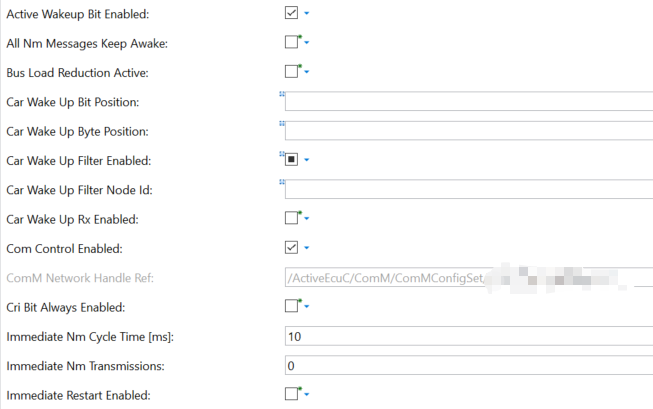 Active Wakeup Bit Enabled:
All Nm Messages Keep Awake:
Bus Load Reduction Active:
Car Wake Up Bit Position:
Car Wake Up Byte Position:
Car Wake Up Filter Enabled:
Car Wake Up Filter Node Id:
Car Wake Up Rx Enabled:
Com Control Enabled:
ComM Network Handle Ref: /ActiveEcuC/ComM/ComMConfigSet
Cri Bit Always Enabled:
Immediate Nm Cycle Time [ms]: 10
Immediate Nm Transmissions: 0
Immediate Restart Enabled: